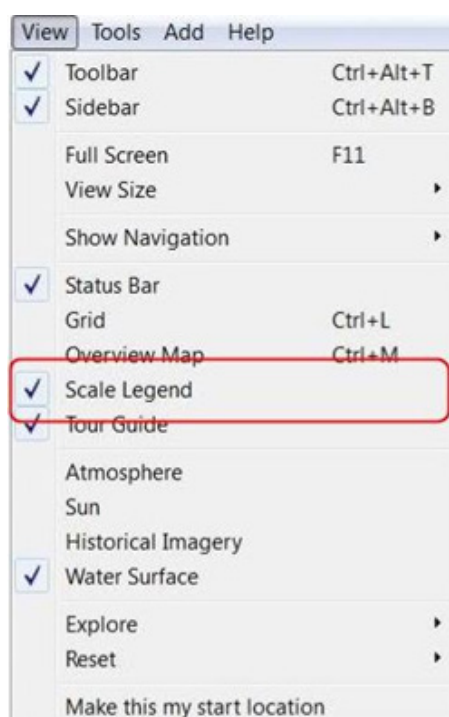 View Tools Add Help
Toolbar Ctrl+Alt+T
Sidebar Ctrl+Alt+B
Full Screen F11
View Size
Show Navigation
Status Bar
Grid Ctrl+L
Overview Map Ctrl+M
Scale Legend
Tour Guide
Atmosphere
Sun
Historical Imagery
Water Surface
Explore
Reset
Make this my start location